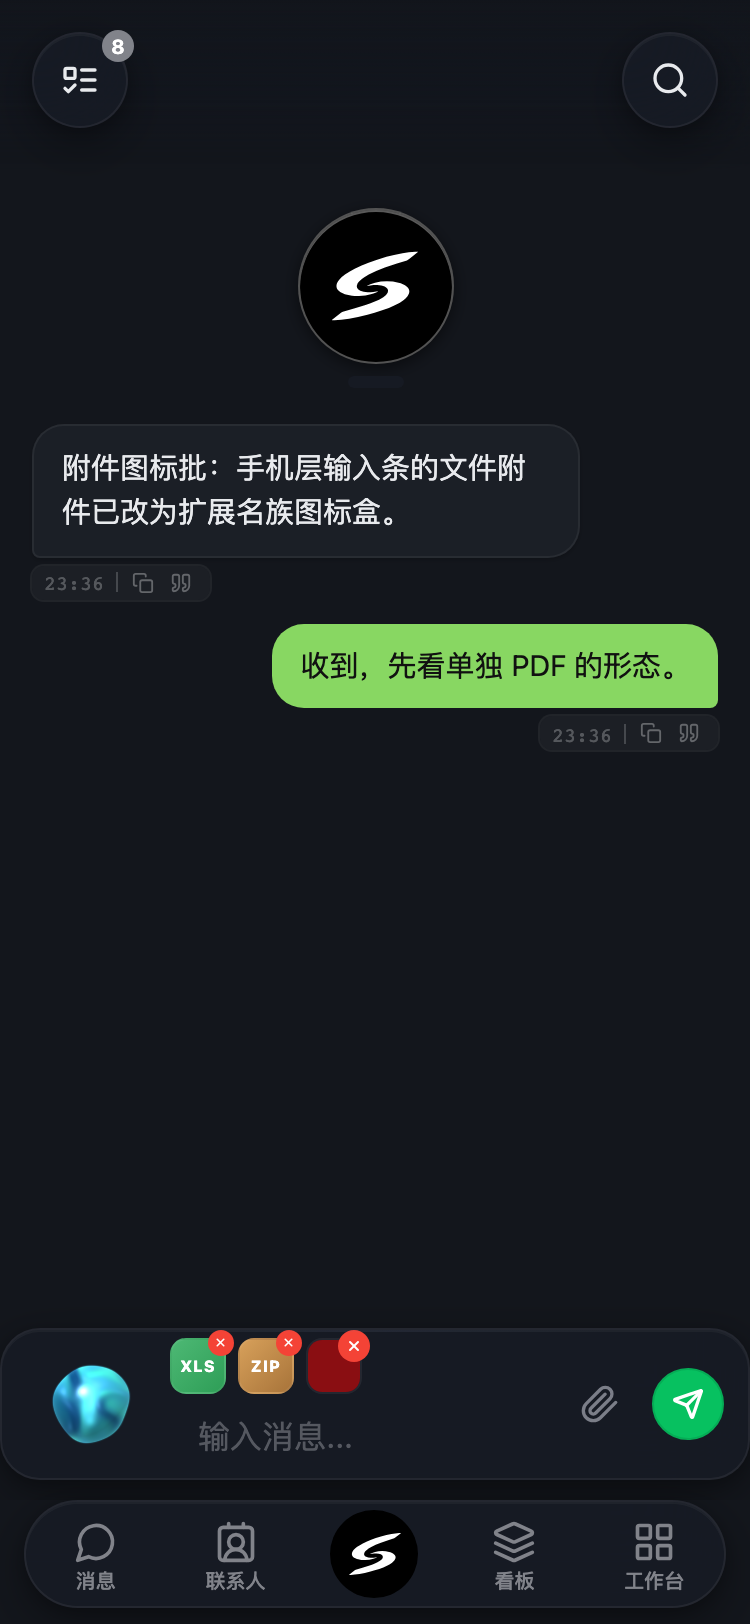 8
附件图标批：手机层输入条的文件附
件已改为扩展名族图标盒。
23:36
收到，先看单独 PDF 的形态。
23:36
XLS
ZIP
输入消息...
消息
联系人
看板
工作台